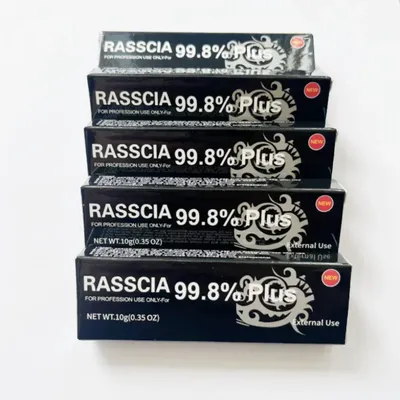 RASSCIA 99.8% Plus
FOR PROFESSION USE ONLY-For
NEW
RASSCIA 99.8% Plus
FOR PROFESSION USE ONLY-For
NEW
RASSCIA 99.8% Plus
FOR PROFESSION USE ONLY-For
NEW
RASSCIA 99.8% Plus
NEW
NET WT.10g(0.35 OZ)
External Use
RASSCIA 99.8% Plus
NEW
FOR PROFESSION USE ONLY-For
NET WT.10g(0.35 OZ)
External Use